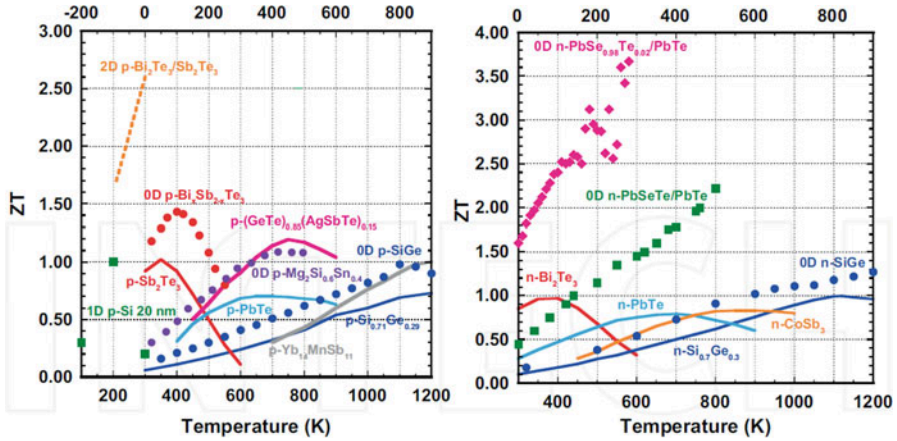 -100 0 200 400 600 800
3.00
2.50
2.00
1.50
1.00
0.50
0.00
ZT
2D p-Bi₂Te₃/Sb₂Te₃
0D p-BiₓSb₂₋ₓTe₃
p-(GeTe)₀.₈₅(AgSbTe)₀.₁₅
p-Sb₂Te₃
0D p-SiGe
0D p-Mg₂Si₀.₆Sn₀.₄
1D p-Si 20 nm
p-PbTe
p-Si₀.₇₁Ge₀.₂₉
p-Yb₁₄MnSb₁₁
200 400 600 800 1000 1200
Temperature (K)
0 200 400 600 800
4.00
3.50
3.00
2.50
2.00
1.50
1.00
0.50
0.00
ZT
0D n-PbSe₀.₉₈Te₀.₀₂/PbTe
0D n-PbSeTe/PbTe
0D n-SiGe
n-Bi₂Te₃
n-PbTe
n-CoSb₃
n-Si₀.₇Ge₀.₃
400 600 800 1000 1200
Temperature (K)